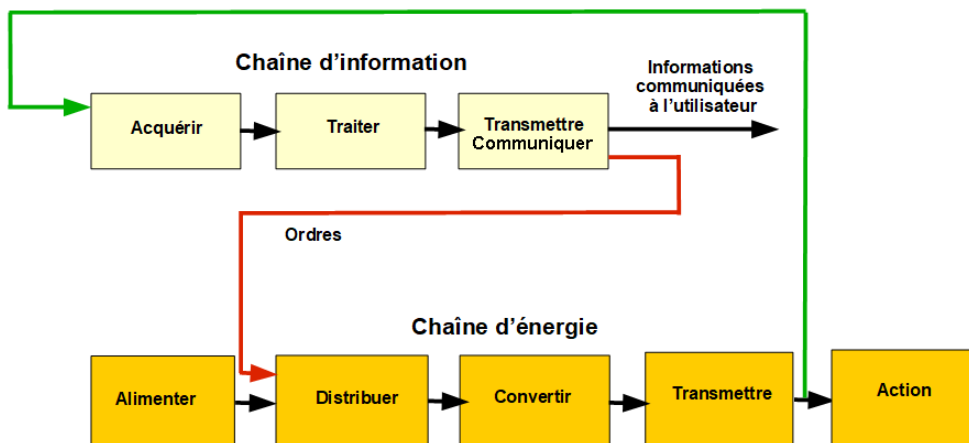 Chaîne d’information
Informations
communiquées
à l’utilisateur
Acquérir
Traiter
Transmettre
Communiquer
Ordres
Chaîne d’énergie
Alimenter
Distribuer
Convertir
Transmettre
Action